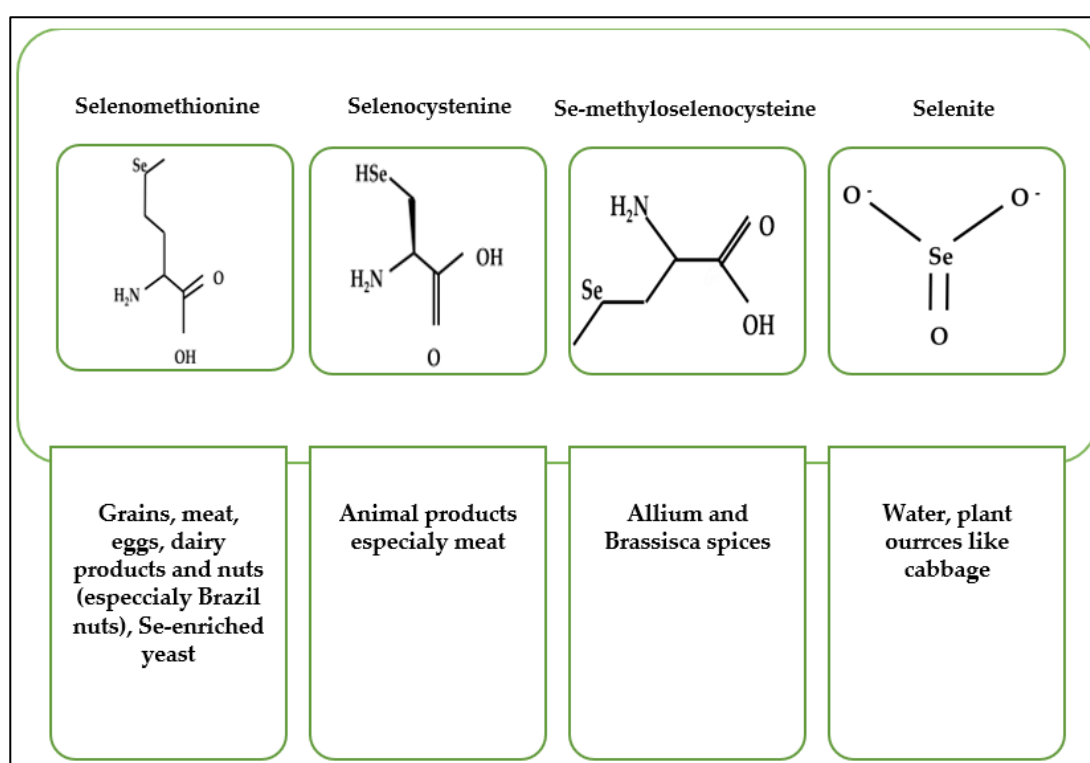 Selenomethionine
Selenocystenine
Se-methyloselenocysteine
Selenite
Se
H₂N
O
OH
HSe
H₂N
OH
O
H₂N
O
Se
OH
O -
O -
Se
O
Grains, meat,
eggs, dairy
products and nuts
(especcialy Brazil
nuts), Se-enriched
yeast
Animal products
especialy meat
Allium and
Brassisca spices
Water, plant
ourrces like
cabbage